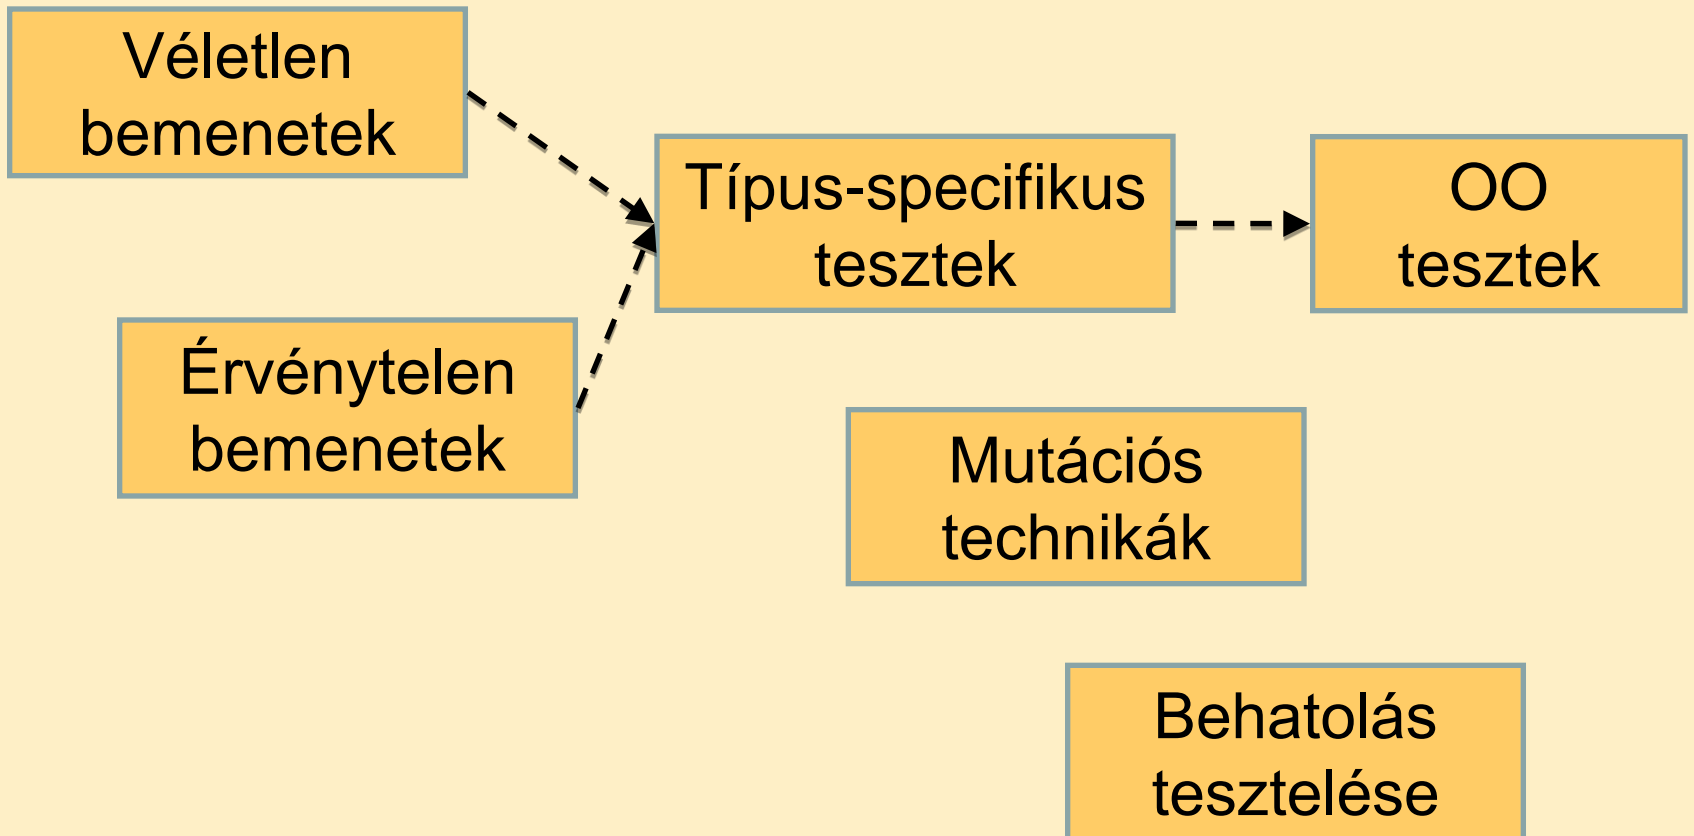 Véletlen
bemenetek
Típus-specifikus
tesztek
OO
tesztek
Érvénytelen
bemenetek
Mutációs
technikák
Behatolás
tesztelése